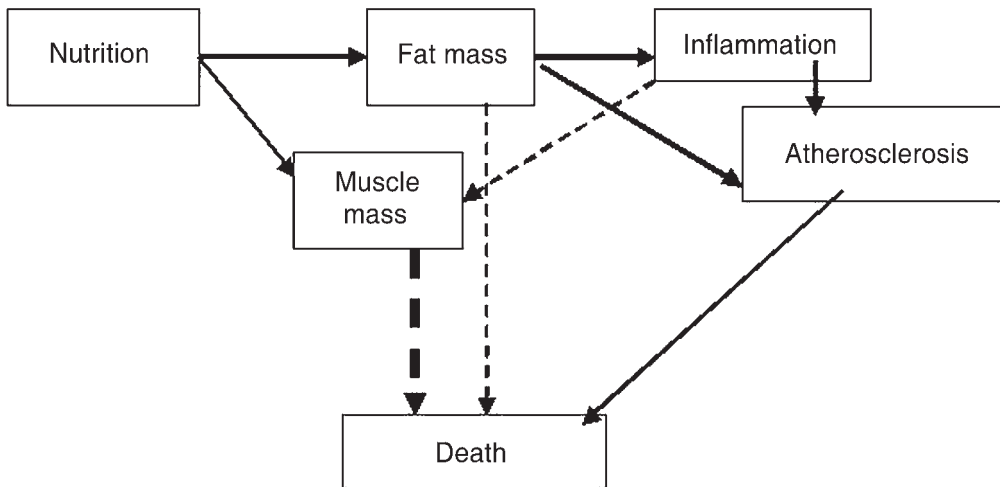 Nutrition
Fat mass
Inflammation
Atherosclerosis
Muscle
mass
Death